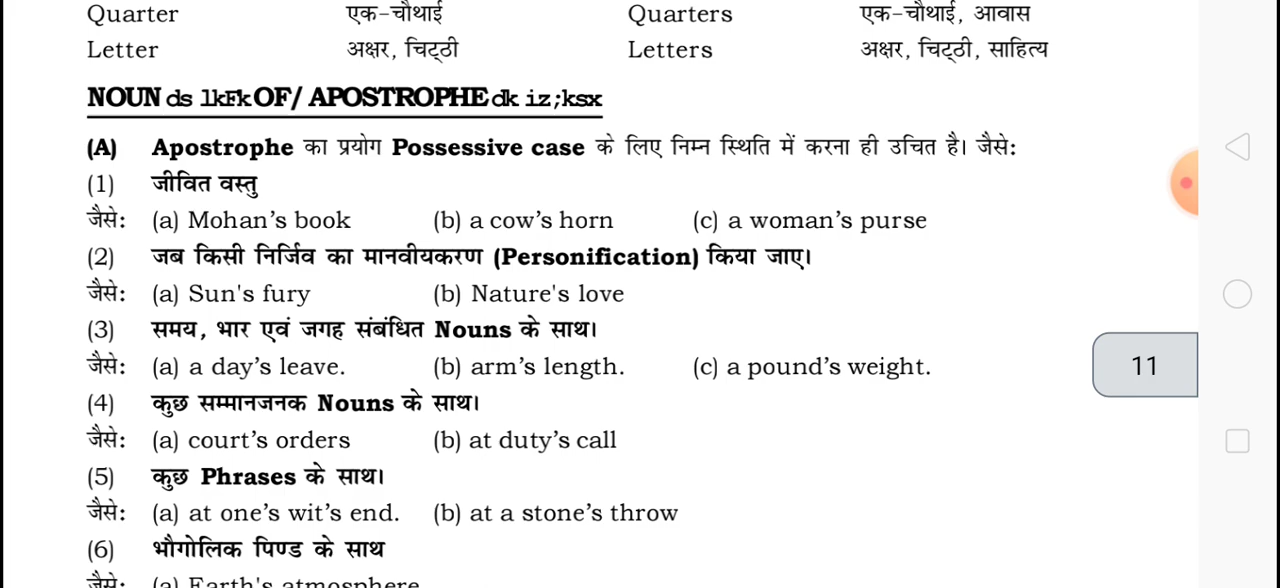 Quarter एक-चौथाई Quarters एक-चौथाई, आवास
Letter अक्षर, चिट्ठी Letters अक्षर, चिट्ठी, साहित्य
NOUN ds lkFk OF/ APOSTROPHE dk iz;ksx
(A) Apostrophe का प्रयोग Possessive case के लिए निम्न स्थिति में करना ही उचित है। जैसे:
(1) जीवित वस्तु
जैसे: (a) Mohan’s book (b) a cow’s horn (c) a woman’s purse
(2) जब किसी निर्जिव का मानवीयकरण (Personification) किया जाए।
जैसे: (a) Sun's fury (b) Nature's love
(3) समय, भार एवं जगह संबंधित Nouns के साथ।
जैसे: (a) a day’s leave. (b) arm’s length. (c) a pound’s weight.
11
(4) कुछ सम्मानजनक Nouns के साथ।
जैसे: (a) court’s orders (b) at duty’s call
(5) कुछ Phrases के साथ।
जैसे: (a) at one’s wit’s end. (b) at a stone’s throw
(6) भौगोलिक पिण्ड के साथ
जैसे: (a) Earth's atmosphere